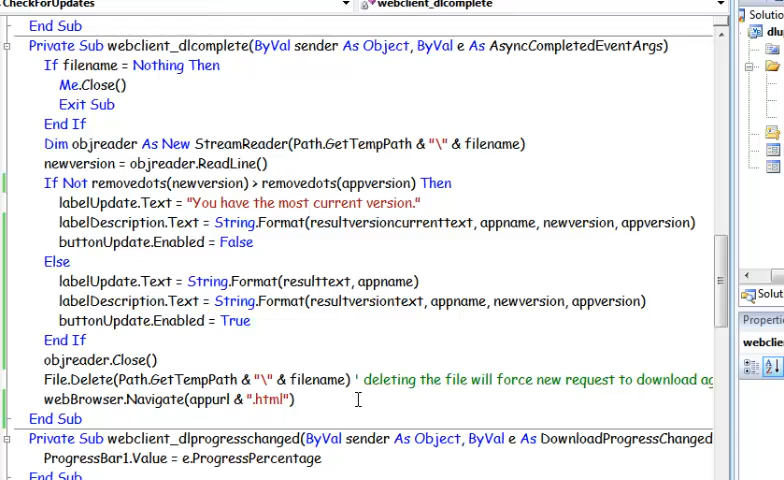 CheckForUpdates
webclient_dlcomplete
End Sub
Private Sub webclient_dlcomplete(ByVal sender As Object, ByVal e As AsyncCompletedEventArgs)
If filename = Nothing Then
Me.Close()
Exit Sub
End If
Dim objreader As New StreamReader(Path.GetTempPath & "\" & filename)
newversion = objreader.ReadLine()
If Not removedots(newversion) > removedots(appversion) Then
labelUpdate.Text = "You have the most current version."
labelDescription.Text = String.Format(resultversioncurrenttext, appname, newversion, appversion)
buttonUpdate.Enabled = False
Else
labelUpdate.Text = String.Format(resulttext, appname)
labelDescription.Text = String.Format(resultversiontext, appname, newversion, appversion)
buttonUpdate.Enabled = True
End If
objreader.Close()
File.Delete(Path.GetTempPath & "\" & filename) ' deleting the file will force new request to download ag
webBrowser.Navigate(appurl & ".html")
End Sub
Private Sub webclient_dlprogresschanged(ByVal sender As Object, ByVal e As DownloadProgressChanged
ProgressBar1.Value = e.ProgressPercentage
End Sub
Solution
dlup
Solut
Properti
webclie